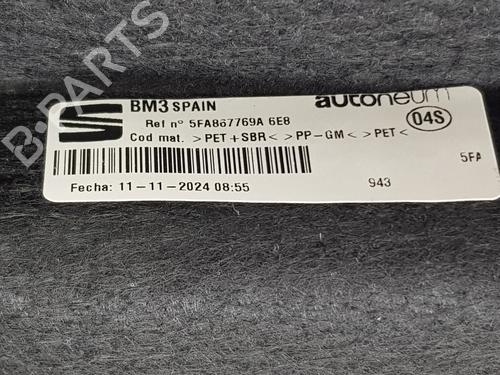 B-PARTS
BM3 SPAIN
autoneum
Ref nº 5FA867769A 6E8
04S
Cod mat. >PET+SBR< >PP-GM< >PET<
5FA
Fecha: 11-11-2024 08:55
943